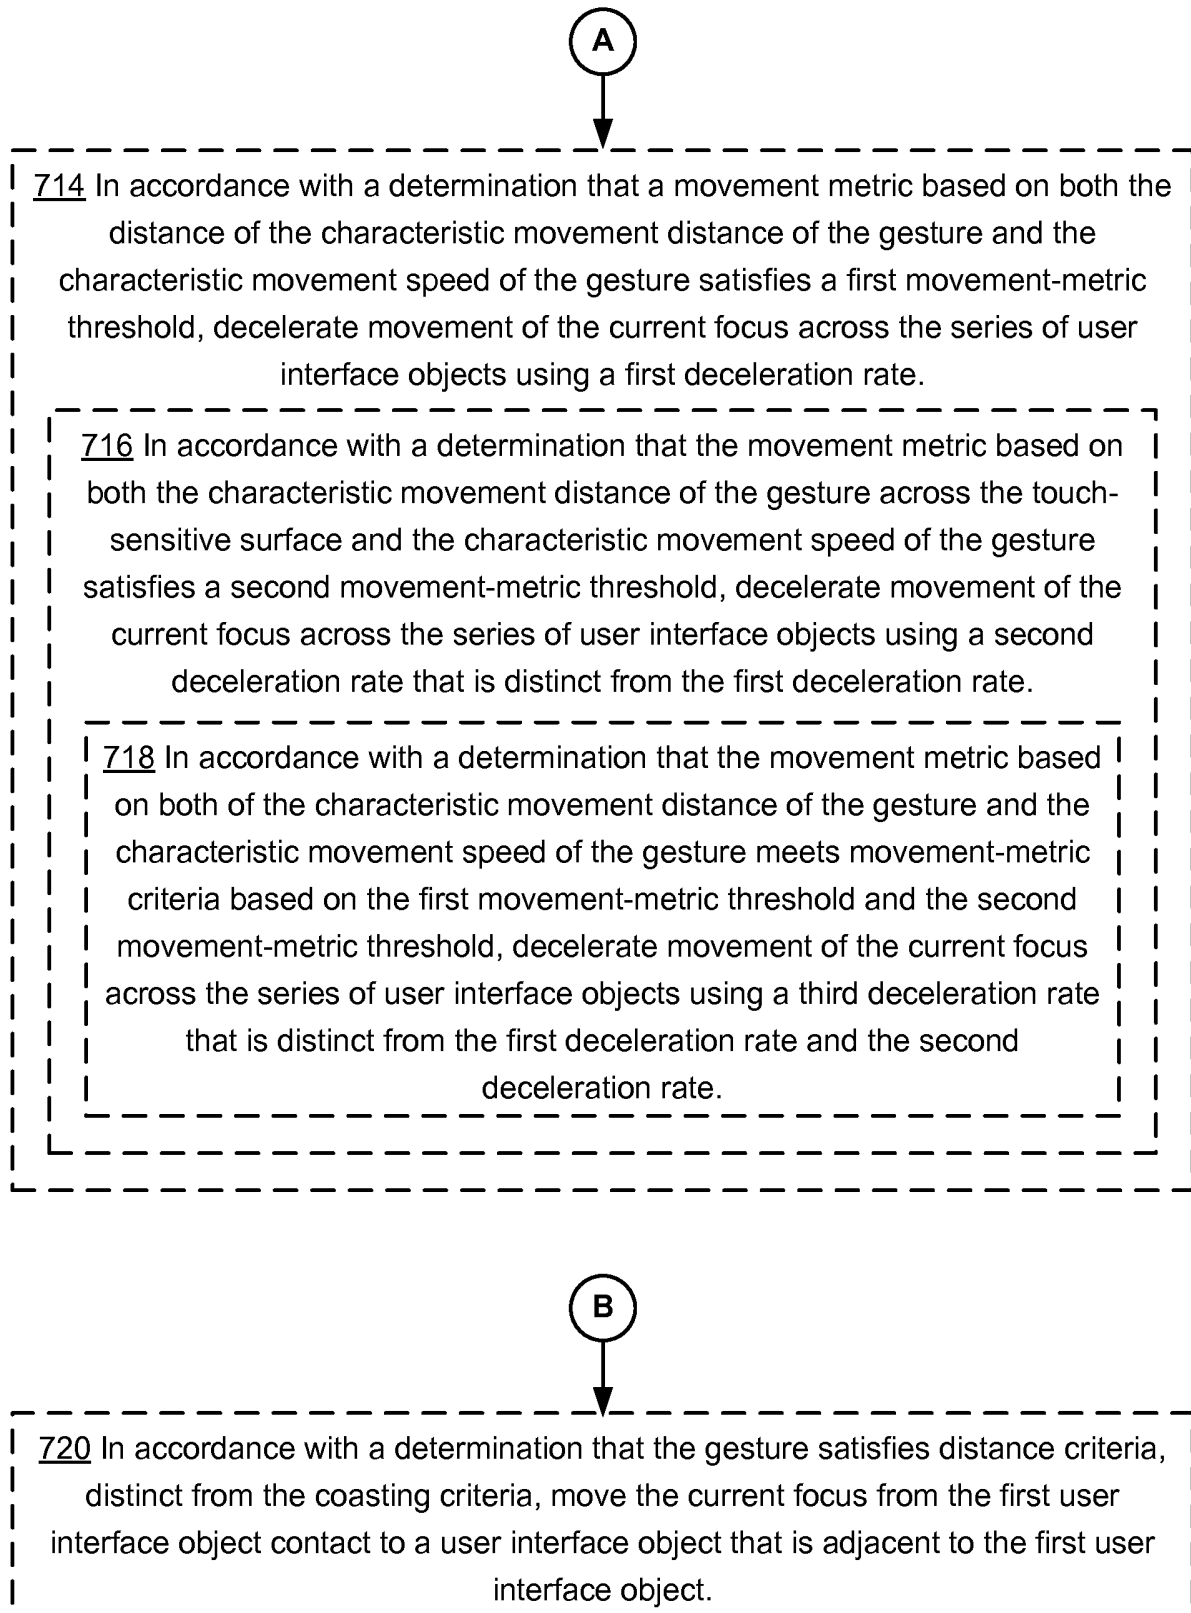 A
714 In accordance with a determination that a movement metric based on both the
distance of the characteristic movement distance of the gesture and the
characteristic movement speed of the gesture satisfies a first movement-metric
threshold, decelerate movement of the current focus across the series of user
interface objects using a first deceleration rate.
716 In accordance with a determination that the movement metric based on
both the characteristic movement distance of the gesture across the touch-
sensitive surface and the characteristic movement speed of the gesture
satisfies a second movement-metric threshold, decelerate movement of the
current focus across the series of user interface objects using a second
deceleration rate that is distinct from the first deceleration rate.
718 In accordance with a determination that the movement metric based
on both of the characteristic movement distance of the gesture and the
characteristic movement speed of the gesture meets movement-metric
criteria based on the first movement-metric threshold and the second
movement-metric threshold, decelerate movement of the current focus
across the series of user interface objects using a third deceleration rate
that is distinct from the first deceleration rate and the second
deceleration rate.
B
720 In accordance with a determination that the gesture satisfies distance criteria,
distinct from the coasting criteria, move the current focus from the first user
interface object contact to a user interface object that is adjacent to the first user
interface object.